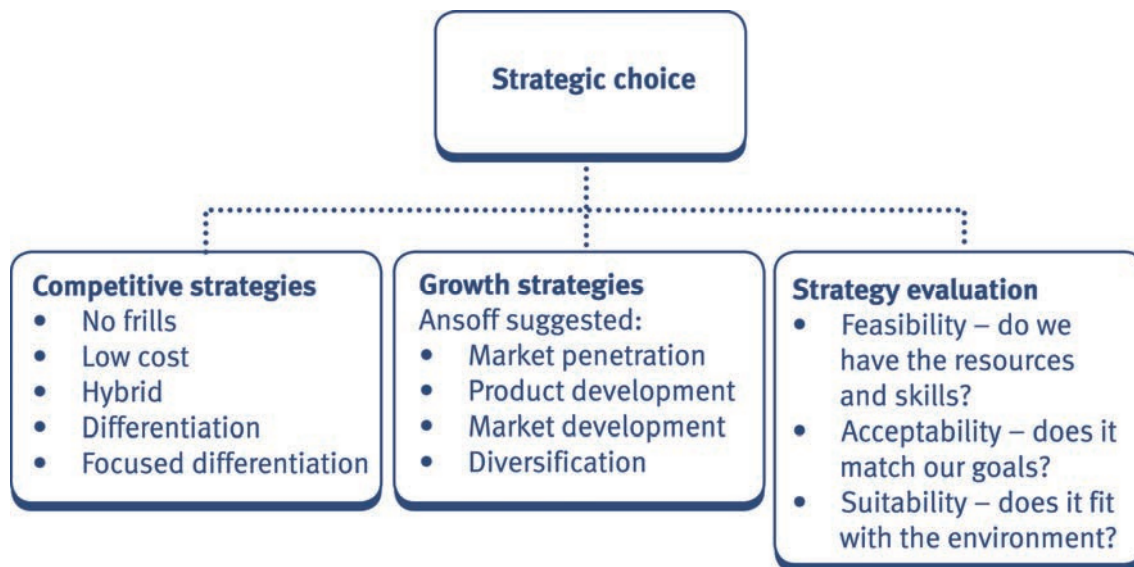 Strategic choice
Competitive strategies
• No frills
• Low cost
• Hybrid
• Differentiation
• Focused differentiation
Growth strategies
Ansoff suggested:
• Market penetration
• Product development
• Market development
• Diversification
Strategy evaluation
• Feasibility – do we
have the resources
and skills?
• Acceptability – does it
match our goals?
• Suitability – does it fit
with the environment?